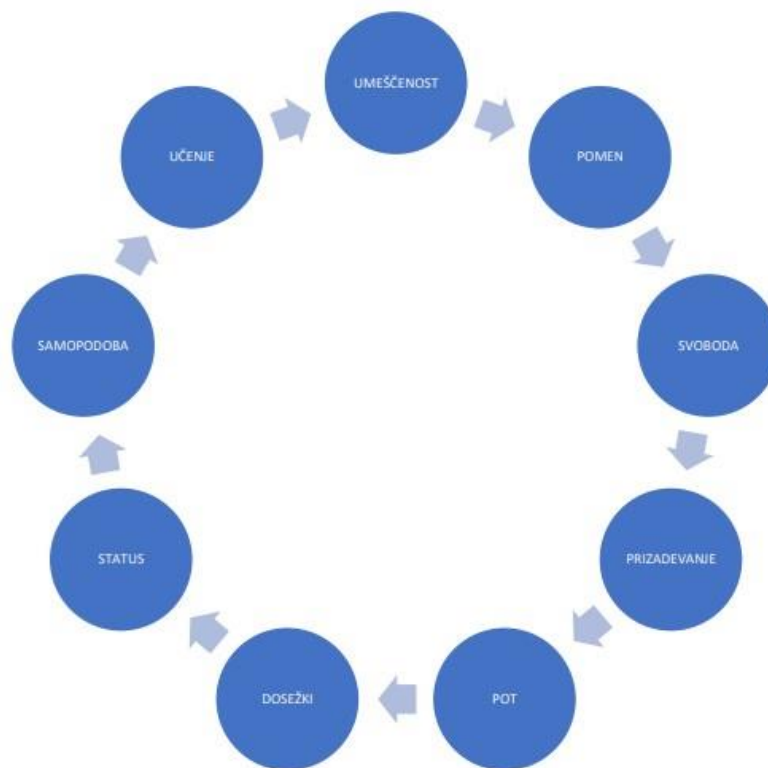 UMEŠČENOST
POMEN
SVOBODA
PRIZADEVANJE
POT
DOSEŽKI
STATUS
SAMOPODOBA
UČENJE